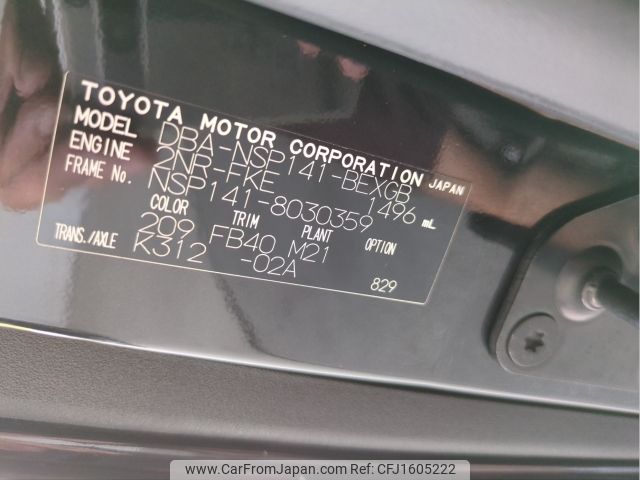 TOYOTA MOTOR CORPORATION JAPAN
MODEL DBA-NSP141-BEXGB
ENGINE 2NR-FKE 1496 mL
FRAME No. NSP141-8030359
COLOR TRIM PLANT OPTION
209 FB40 M21
TRANS./AXLE K312 -02A
829
www.CarFromJapan.com CFJ1605222